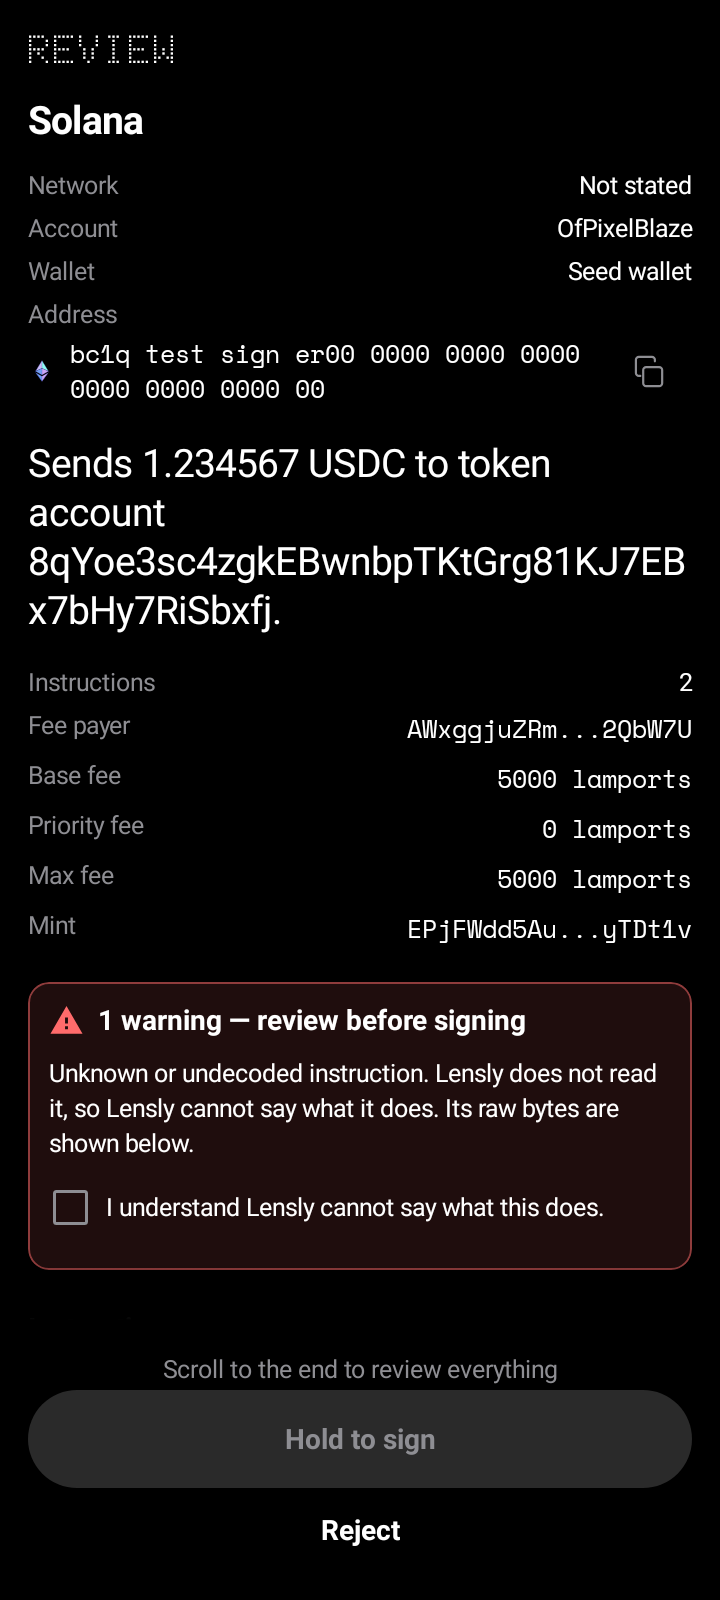 REVIEW
Solana
Network Not stated
Account OfPixelBlaze
Wallet Seed wallet
Address
bc1q test sign er00 0000 0000 0000
0000 0000 0000 00
Sends 1.234567 USDC to token
account
8qYoe3sc4zgkEBwnbpTKtGrg81KJ7EB
x7bHy7RiSbxfj.
Instructions 2
Fee payer AWxggjuZRm...2QbW7U
Base fee 5000 lamports
Priority fee 0 lamports
Max fee 5000 lamports
Mint EPjFWdd5Au...yTDt1v
1 warning — review before signing
Unknown or undecoded instruction. Lensly does not read
it, so Lensly cannot say what it does. Its raw bytes are
shown below.
I understand Lensly cannot say what this does.
Scroll to the end to review everything
Hold to sign
Reject